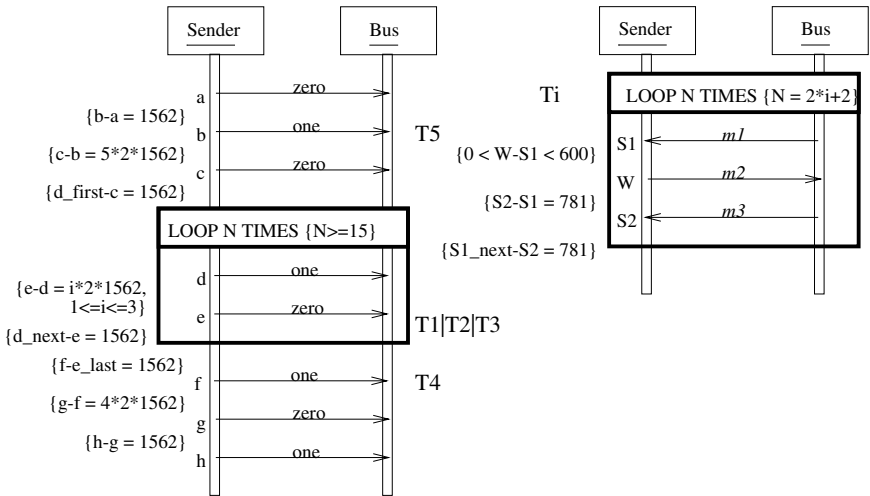 Sender
Bus
a
zero
{b-a = 1562}
b
one
T5
{c-b = 5*2*1562}
c
zero
{d_first-c = 1562}
LOOP N TIMES {N>=15}
d
one
{e-d = i*2*1562,
1<=i<=3}
e
zero
T1|T2|T3
{d_next-e = 1562}
{f-e_last = 1562}
f
one
T4
{g-f = 4*2*1562}
g
zero
{h-g = 1562}
h
one
Sender
Bus
Ti
LOOP N TIMES {N = 2*i+2}
S1
m1
{0 < W-S1 < 600}
W
m2
{S2-S1 = 781}
S2
m3
{S1_next-S2 = 781}